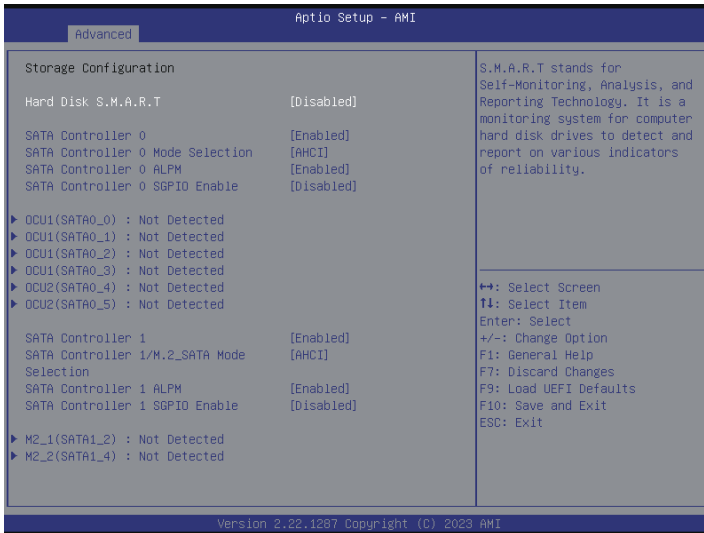 Aptio Setup – AMI
Advanced
Storage Configuration
Hard Disk S.M.A.R.T [Disabled]
SATA Controller 0 [Enabled]
SATA Controller 0 Mode Selection [AHCI]
SATA Controller 0 ALPM [Enabled]
SATA Controller 0 SGPIO Enable [Disabled]
OCU1(SATA0_0) : Not Detected
OCU1(SATA0_1) : Not Detected
OCU1(SATA0_2) : Not Detected
OCU1(SATA0_3) : Not Detected
OCU2(SATA0_4) : Not Detected
OCU2(SATA0_5) : Not Detected
SATA Controller 1 [Enabled]
SATA Controller 1/M.2_SATA Mode [AHCI]
Selection
SATA Controller 1 ALPM [Enabled]
SATA Controller 1 SGPIO Enable [Disabled]
M2_1(SATA1_2) : Not Detected
M2_2(SATA1_4) : Not Detected
S.M.A.R.T stands for
Self-Monitoring, Analysis, and
Reporting Technology. It is a
monitoring system for computer
hard disk drives to detect and
report on various indicators
of reliability.
↔: Select Screen
↑↓: Select Item
Enter: Select
+/-: Change Option
F1: General Help
F7: Discard Changes
F9: Load UEFI Defaults
F10: Save and Exit
ESC: Exit
Version 2.22.1287 Copyright (C) 2023 AMI